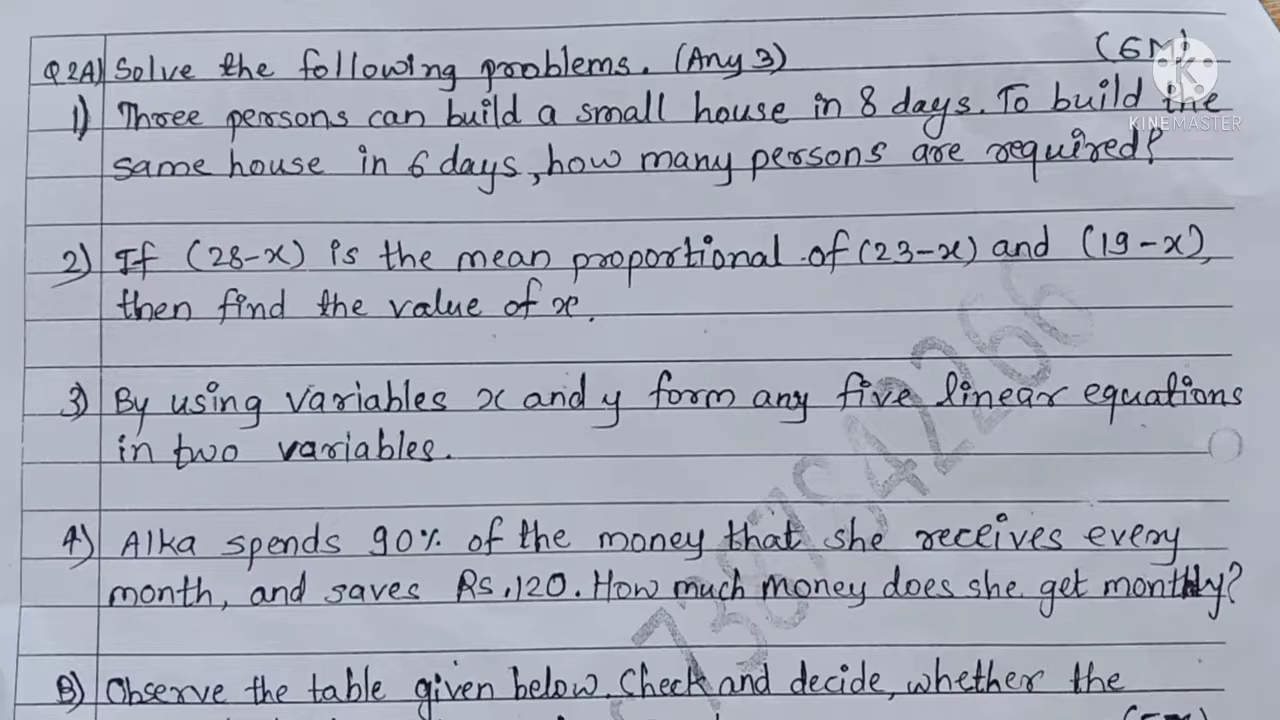 Q2A) Solve the following problems. (Any 3) (6M)
1) Three persons can build a small house in 8 days. To build the
KINEMASTER
same house in 6 days, how many persons are required?
2) If (28-x) is the mean proportional of (23-x) and (19-x),
then find the value of x.
3) By using variables x and y form any five linear equations
in two variables.
4) Alka spends 90% of the money that she receives every
month, and saves Rs.120. How much money does she get monthly?
B) Observe the table given below. Check and decide, whether the